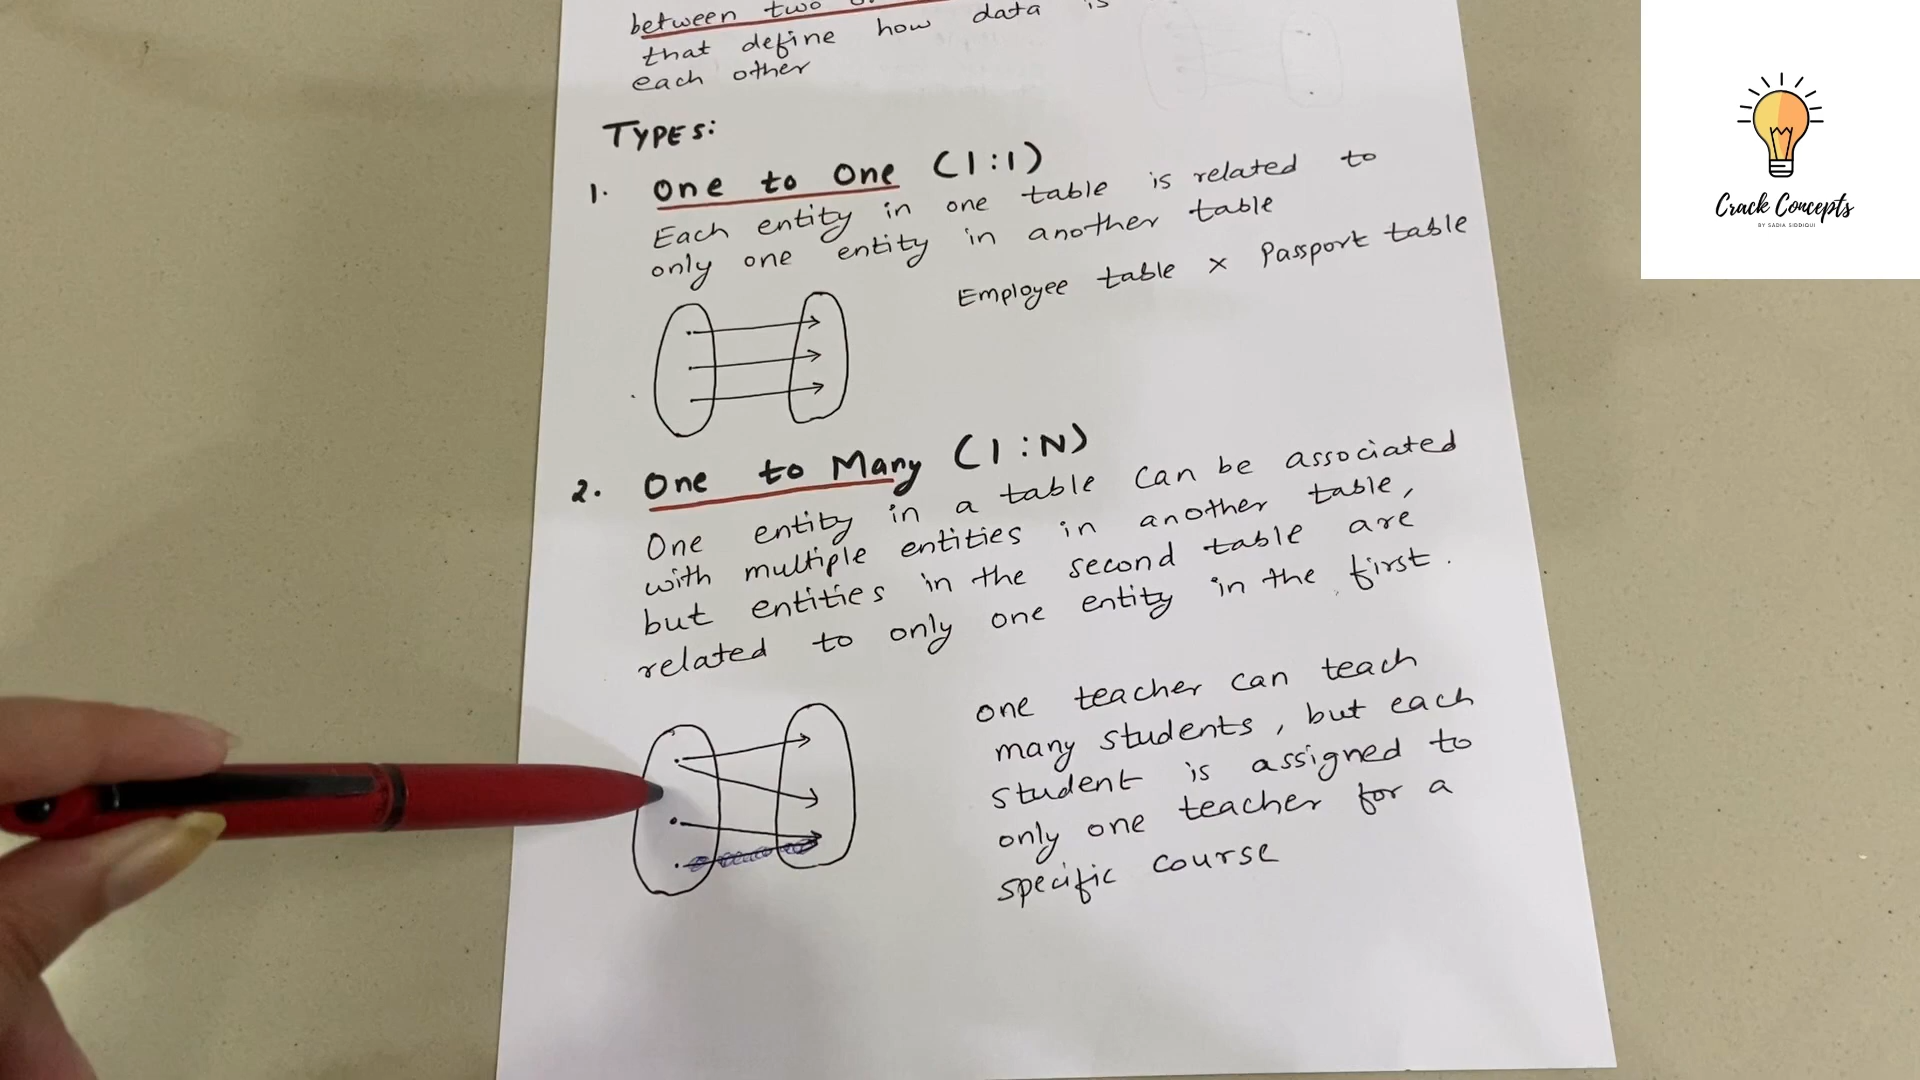 between two
that define how data is
each other
TYPES:
1. One to One (1:1)
Each entity in one table is related to
only one entity in another table
Employee table x Passport table
2. One to Many (1:N)
One entity in a table can be associated
with multiple entities in another table,
but entities in the second table are
related to only one entity in the first.
one teacher can teach
many students, but each
student is assigned to
only one teacher for a
specific course
Crack Concepts
BY SADIA SIDDIQUI